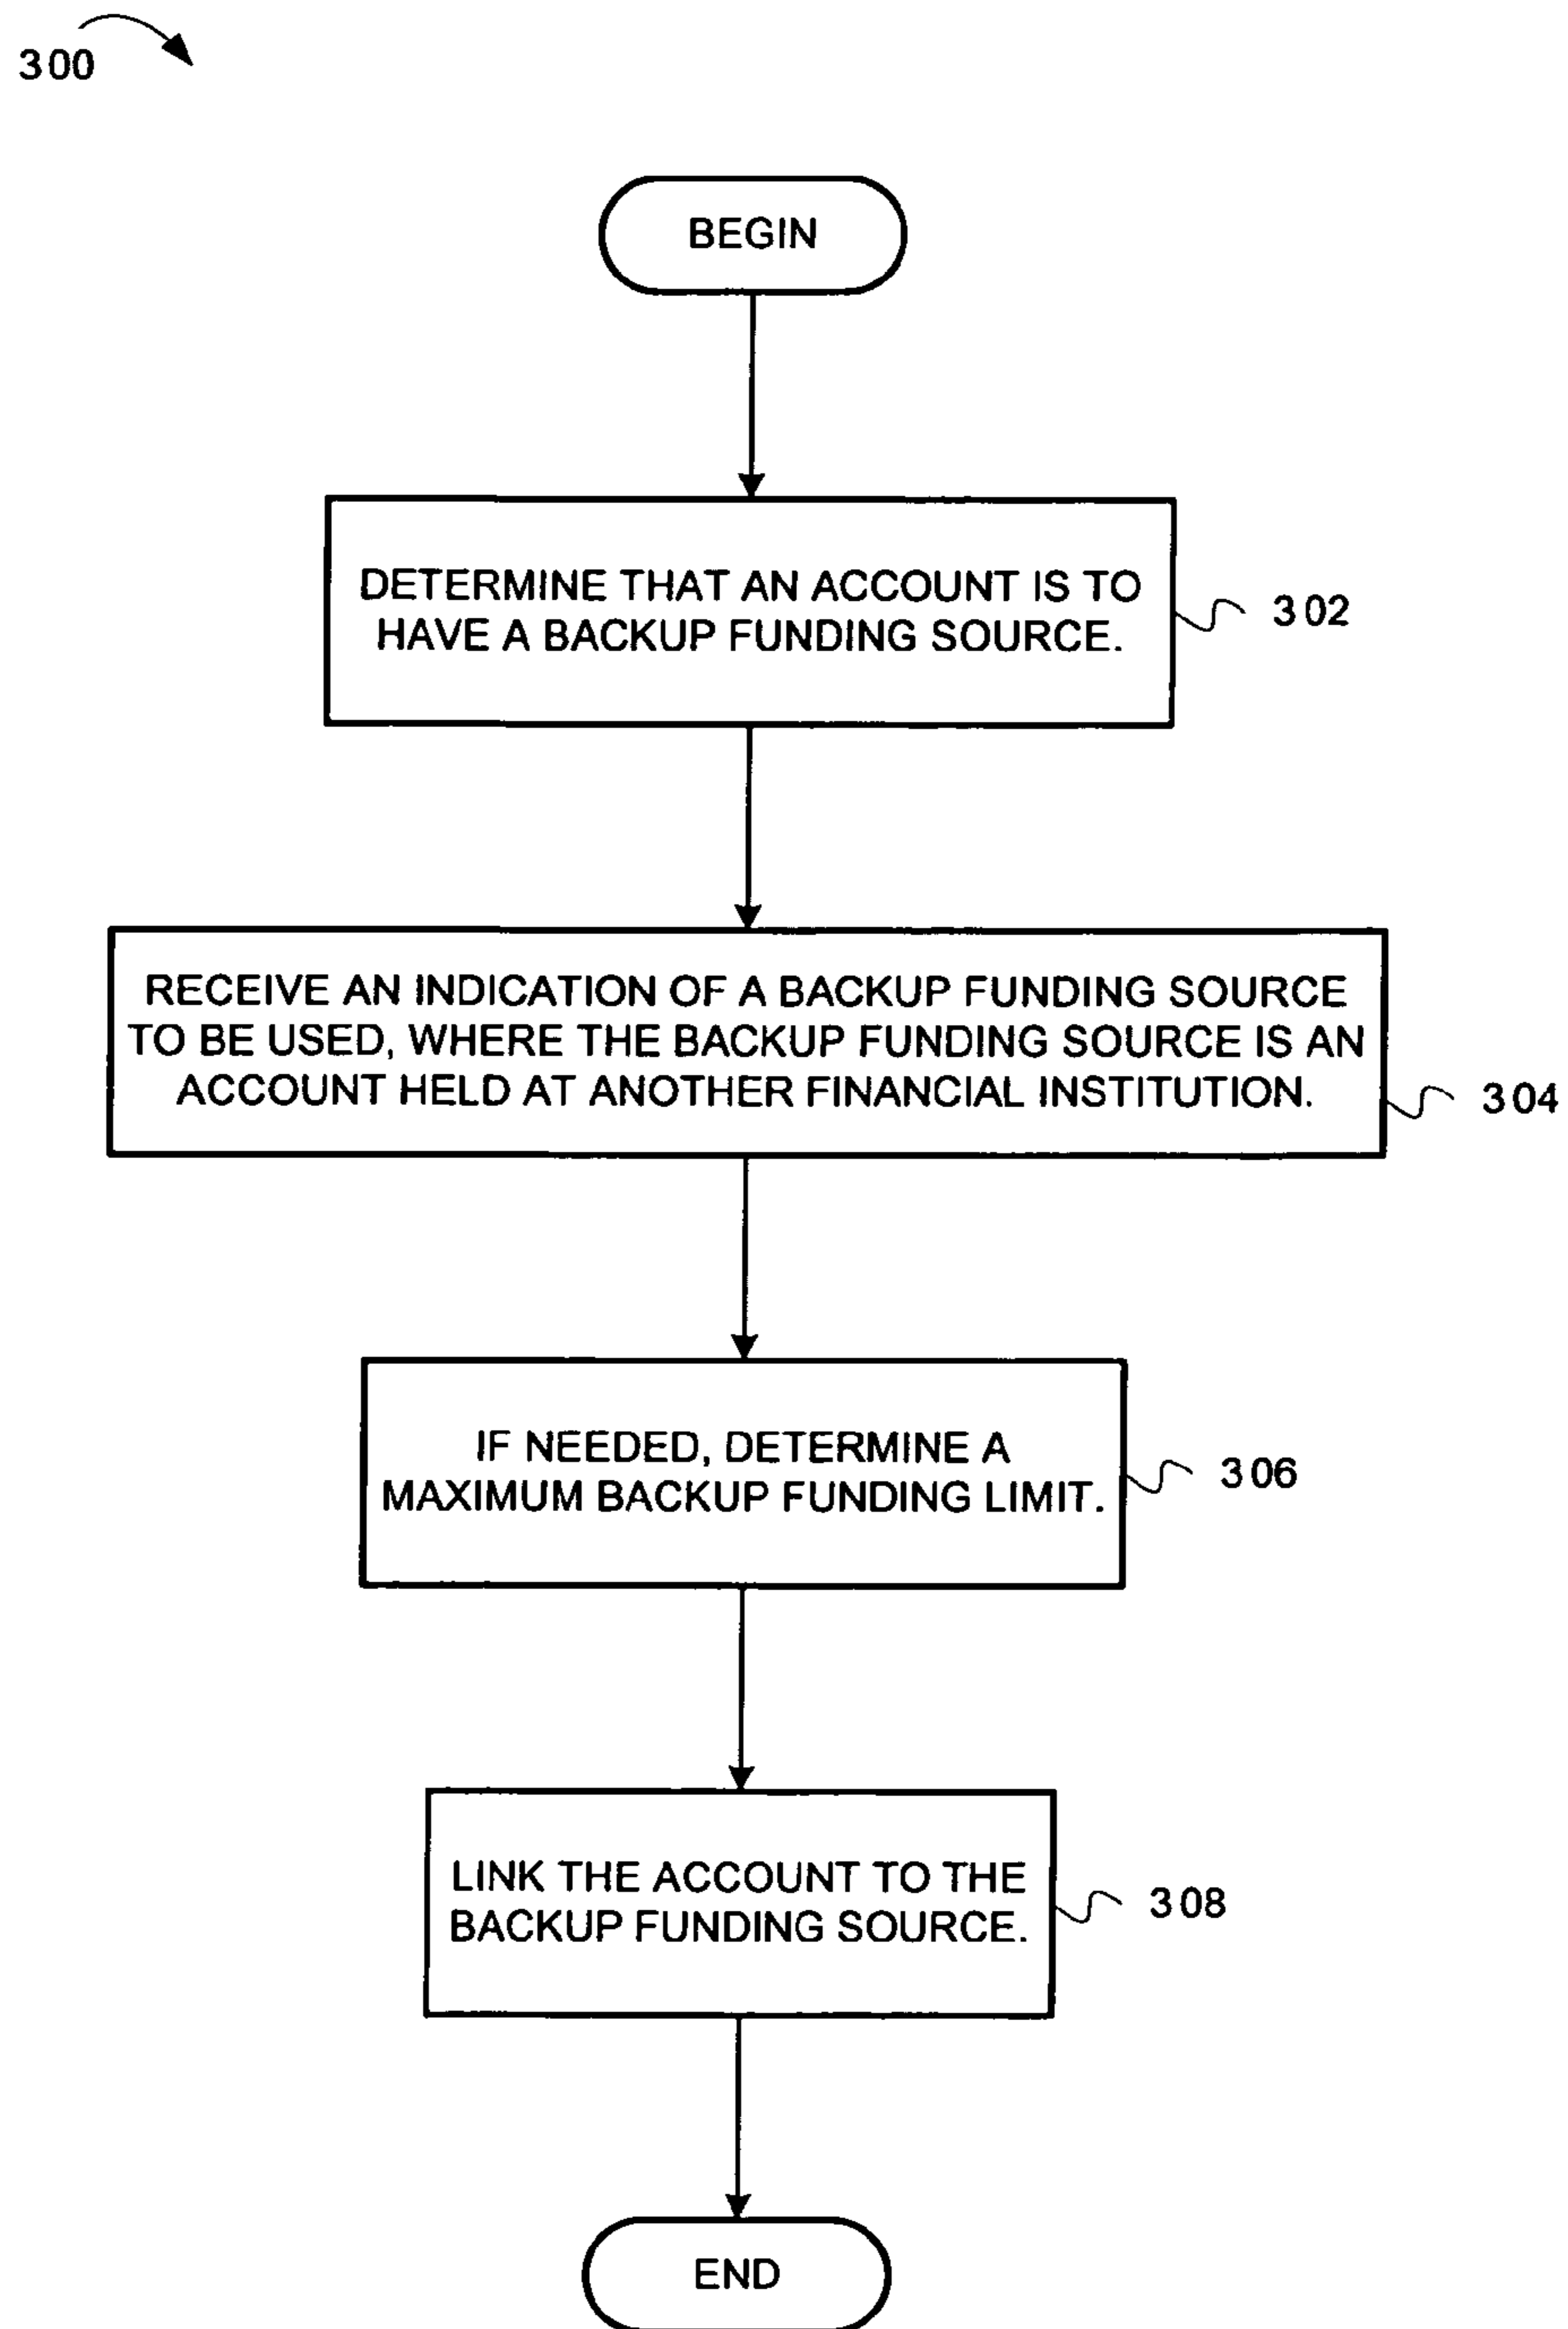 300
BEGIN
DETERMINE THAT AN ACCOUNT IS TO
HAVE A BACKUP FUNDING SOURCE.
302
RECEIVE AN INDICATION OF A BACKUP FUNDING SOURCE
TO BE USED, WHERE THE BACKUP FUNDING SOURCE IS AN
ACCOUNT HELD AT ANOTHER FINANCIAL INSTITUTION.
304
IF NEEDED, DETERMINE A
MAXIMUM BACKUP FUNDING LIMIT.
306
LINK THE ACCOUNT TO THE
BACKUP FUNDING SOURCE.
308
END